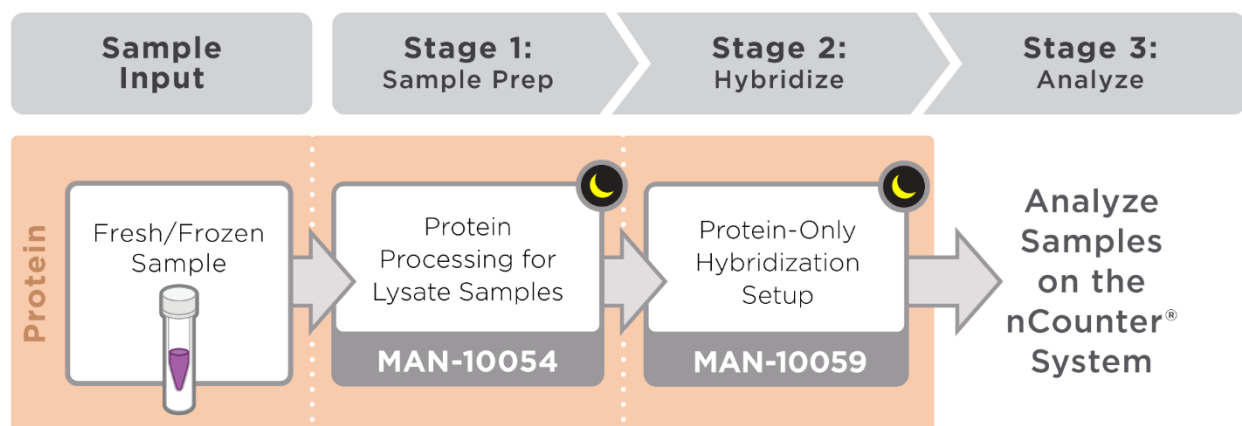 Sample
Input
Stage 1:
Sample Prep
Stage 2:
Hybridize
Stage 3:
Analyze
Protein
Fresh/Frozen
Sample
Protein
Processing for
Lysate Samples
MAN-10054
Protein-Only
Hybridization
Setup
MAN-10059
Analyze
Samples
on the
nCounter®
System